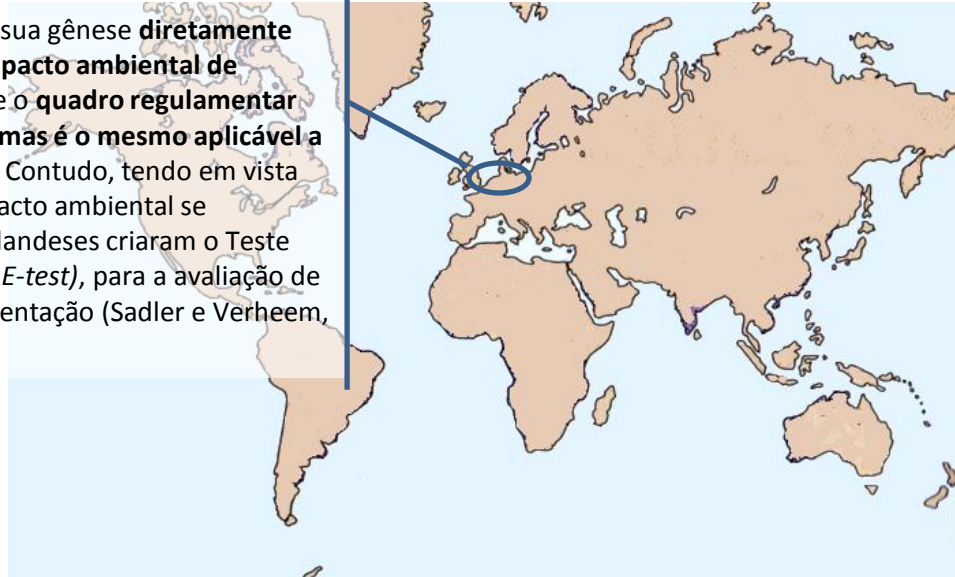 sua gênese diretamente
pacto ambiental de
e o quadro regulamentar
mas é o mesmo aplicável a
Contudo, tendo em vista
acto ambiental se
landeses criaram o Teste
E-test), para a avaliação de
entação (Sadler e Verheem,